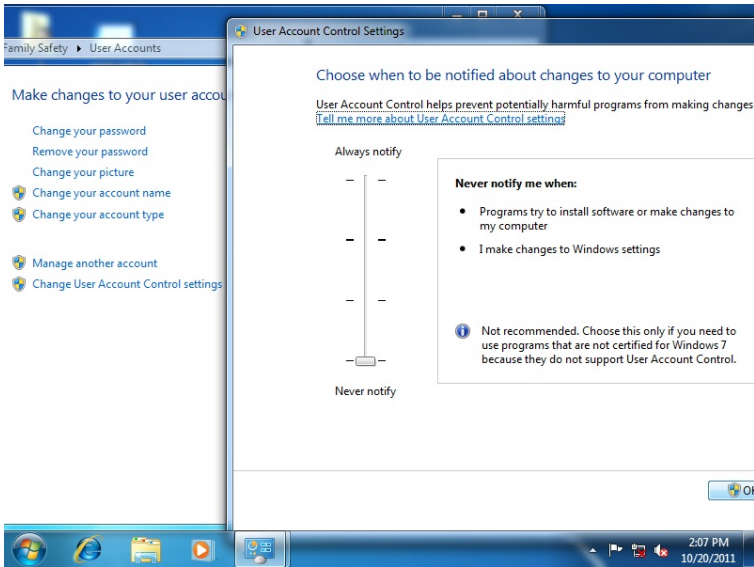 Family Safety ▸ User Accounts
Make changes to your user accou
Change your password
Remove your password
Change your picture
Change your account name
Change your account type
Manage another account
Change User Account Control settings
User Account Control Settings
Choose when to be notified about changes to your computer
User Account Control helps prevent potentially harmful programs from making changes
Tell me more about User Account Control settings
Always notify
Never notify me when:
• Programs try to install software or make changes to
my computer
• I make changes to Windows settings
Not recommended. Choose this only if you need to
use programs that are not certified for Windows 7
because they do not support User Account Control.
Never notify
OK
2:07 PM
10/20/2011